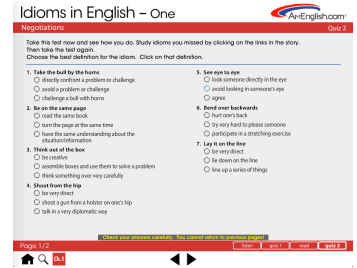 Idioms in English – One
ArtEnglish.com
Negotiations
Quiz 2
Take this test now and see how you do. Study idioms you missed by clicking on the links in the story.
Then take the test again.
Choose the best definition for the idiom. Click on that definition.
1. Take the bull by the horns
directly confront a problem or challenge
avoid a problem or challenge
challenge a bull with horns
2. Be on the same page
read the same book
turn the page at the same time
have the same understanding about the
situation/information
3. Think out of the box
be creative
assemble boxes and use them to solve a problem
think something over very carefully
4. Shoot from the hip
be very direct
shoot a gun from a holster on one's hip
talk in a very diplomatic way
5. See eye to eye
look someone directly in the eye
avoid looking in someone's eye
agree
6. Bend over backwards
hurt one's back
try very hard to please someone
participate in a stretching exercise
7. Lay it on the line
be very direct
lie down on the line
line up a series of things
Check your answers carefully. You cannot return to previous pages!
Page 1/2
listen
quiz 1
read
quiz 2